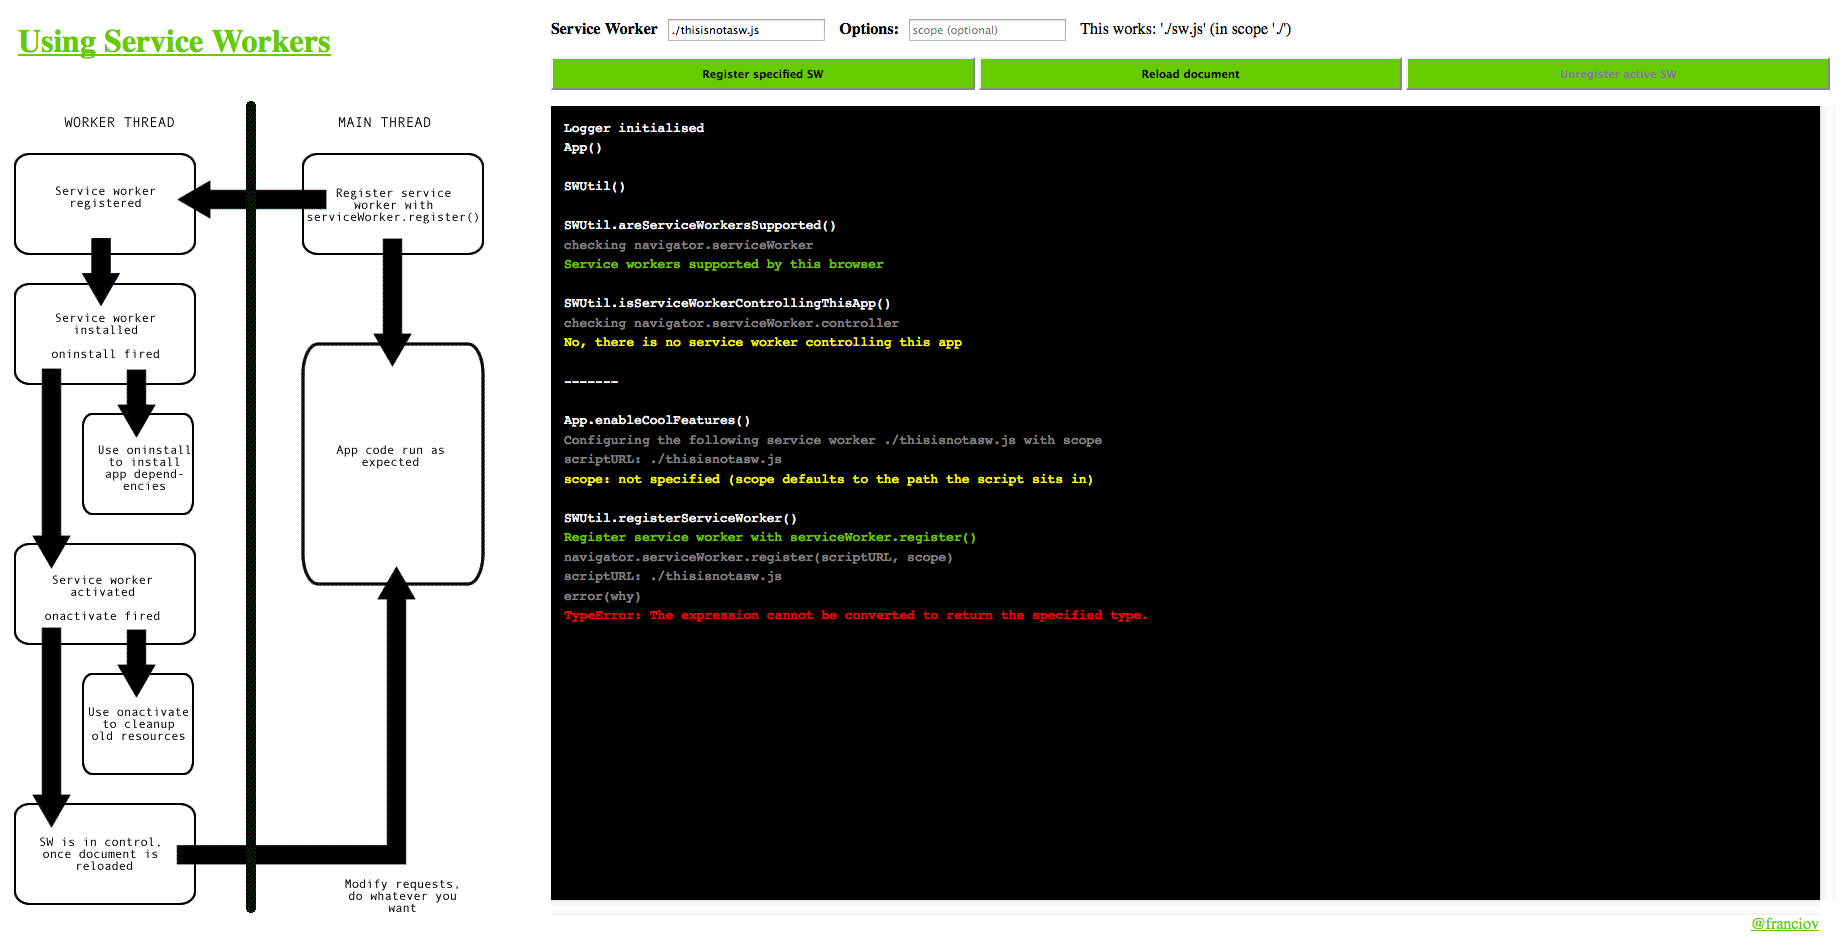 Using Service Workers
WORKER THREAD
MAIN THREAD
Service worker
registered
Register service
worker with
serviceWorker.register()
Service worker
installed
oninstall fired
Use oninstall
to install
app depend-
encies
App code run as
expected
Service worker
activated
onactivate fired
Use onactivate
to cleanup
old resources
SW is in control,
once document is
reloaded
Modify requests,
do whatever you
want
Service Worker ./thisisnotasw.js Options: scope (optional) This works: './sw.js' (in scope './')
Register specified SW Reload document Unregister active SW
Logger initialised
App()
SWUtil()
SWUtil.areServiceWorkersSupported()
checking navigator.serviceWorker
Service workers supported by this browser
SWUtil.isServiceWorkerControllingThisApp()
checking navigator.serviceWorker.controller
No, there is no service worker controlling this app
-------
App.enableCoolFeatures()
Configuring the following service worker ./thisisnotasw.js with scope
scriptURL: ./thisisnotasw.js
scope: not specified (scope defaults to the path the script sits in)
SWUtil.registerServiceWorker()
Register service worker with serviceWorker.register()
navigator.serviceWorker.register(scriptURL, scope)
scriptURL: ./thisisnotasw.js
error(why)
TypeError: The expression cannot be converted to return the specified type.
@franciov